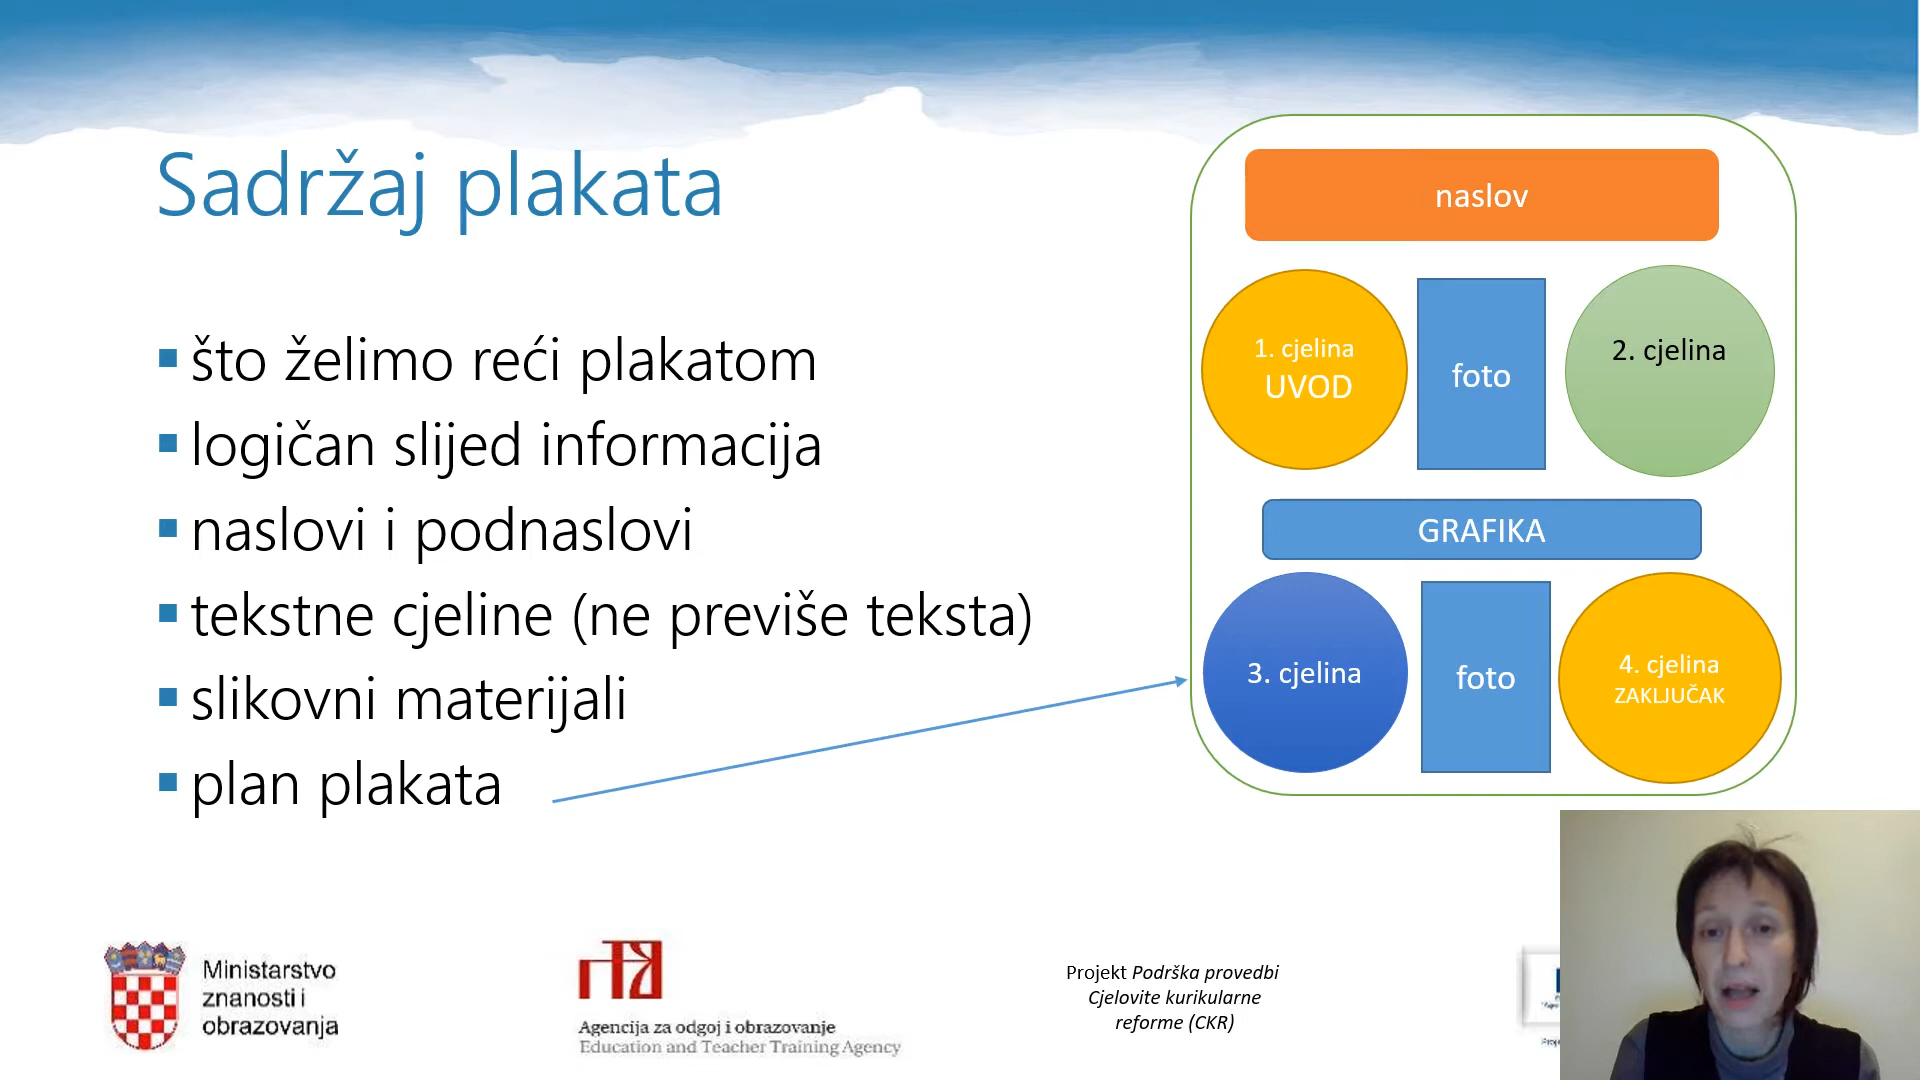 Sadržaj plakata
što želimo reći plakatom
logičan slijed informacija
naslovi i podnaslovi
tekstne cjeline (ne previše teksta)
slikovni materijali
plan plakata
naslov
1. cjelina
UVOD
foto
2. cjelina
GRAFIKA
3. cjelina
foto
4. cjelina
ZAKLJUČAK
Ministarstvo
znanosti i
obrazovanja
Agencija za odgoj i obrazovanje
Education and Teacher Training Agency
Projekt Podrška provedbi
Cjelovite kurikularne
reforme (CKR)